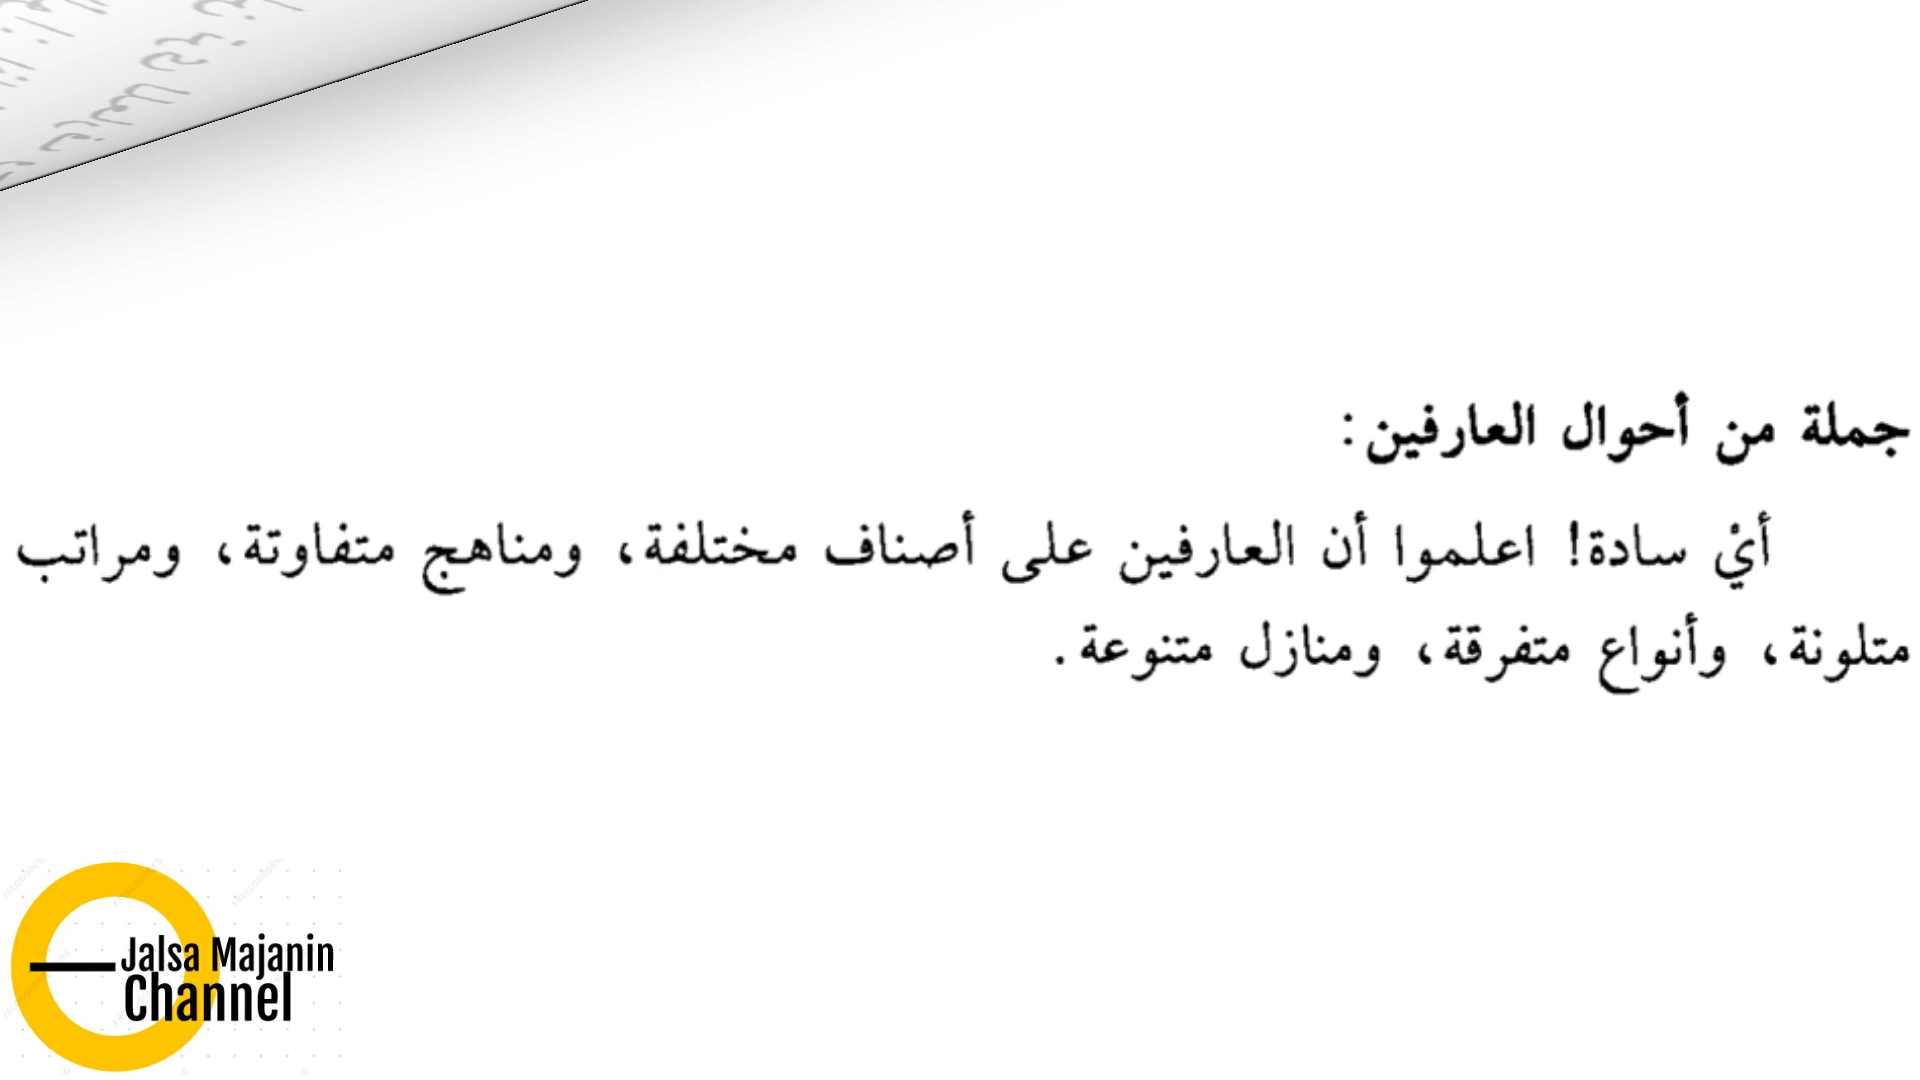 جملة من أحوال العارفين:
أيْ سادة! اعلموا أن العارفين على أصناف مختلفة، ومناهج متفاوتة، ومراتب
متلونة، وأنواع متفرقة، ومنازل متنوعة.
Jalsa Majanin
Channel